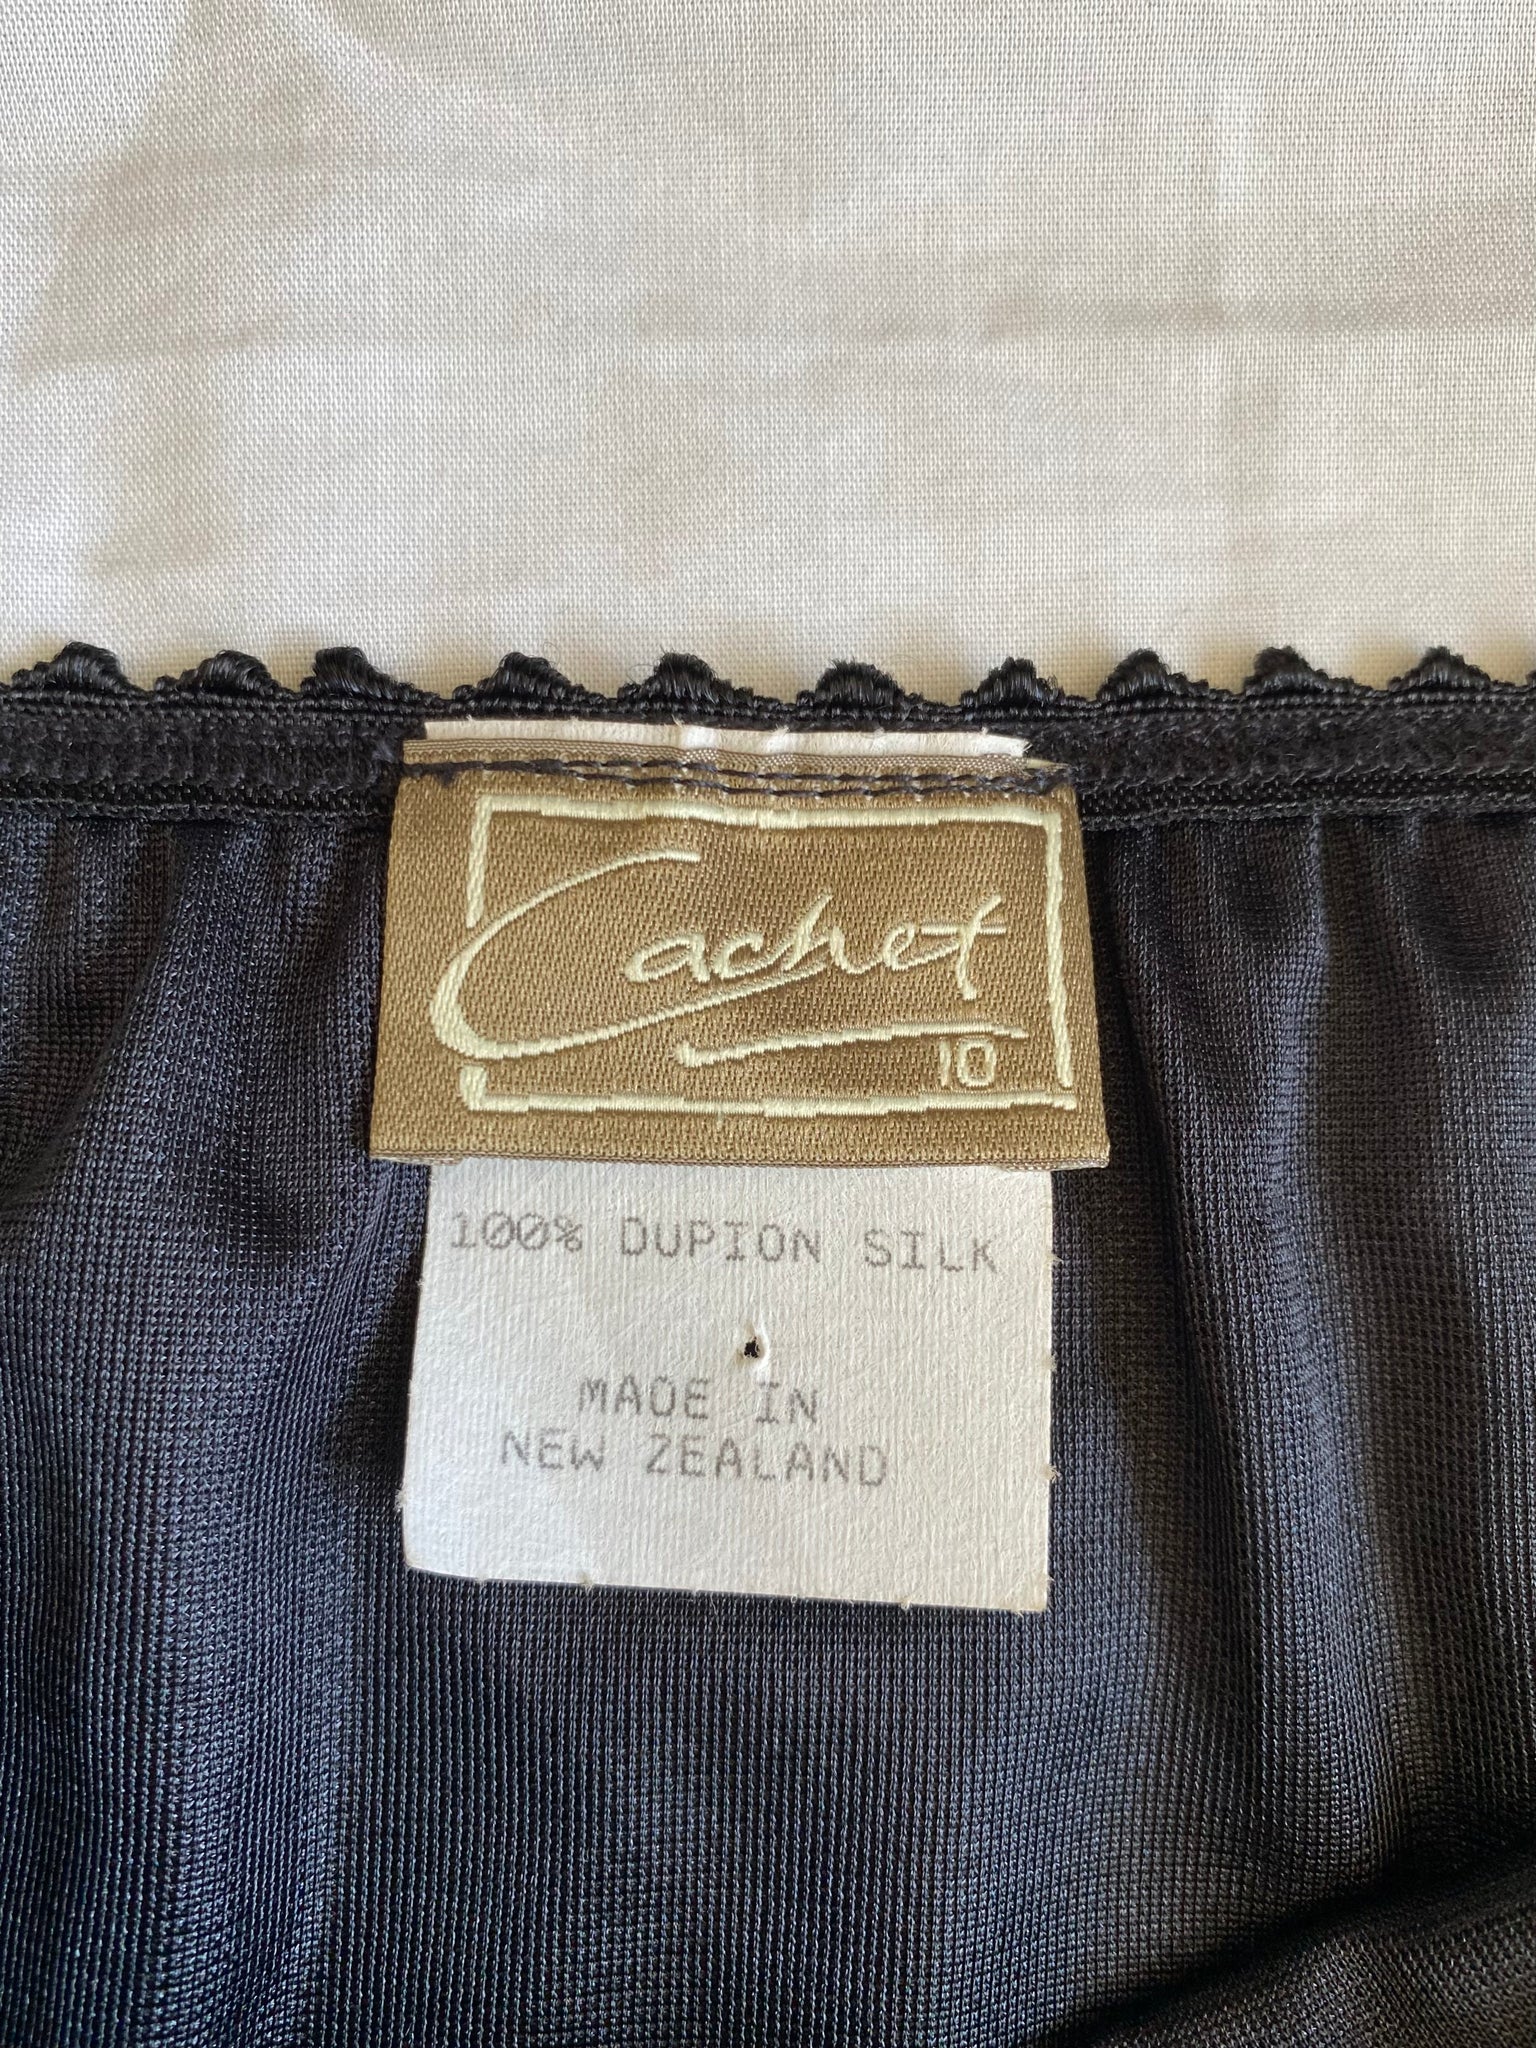 Cachet
10
100% DUPION SILK
MADE IN
NEW ZEALAND